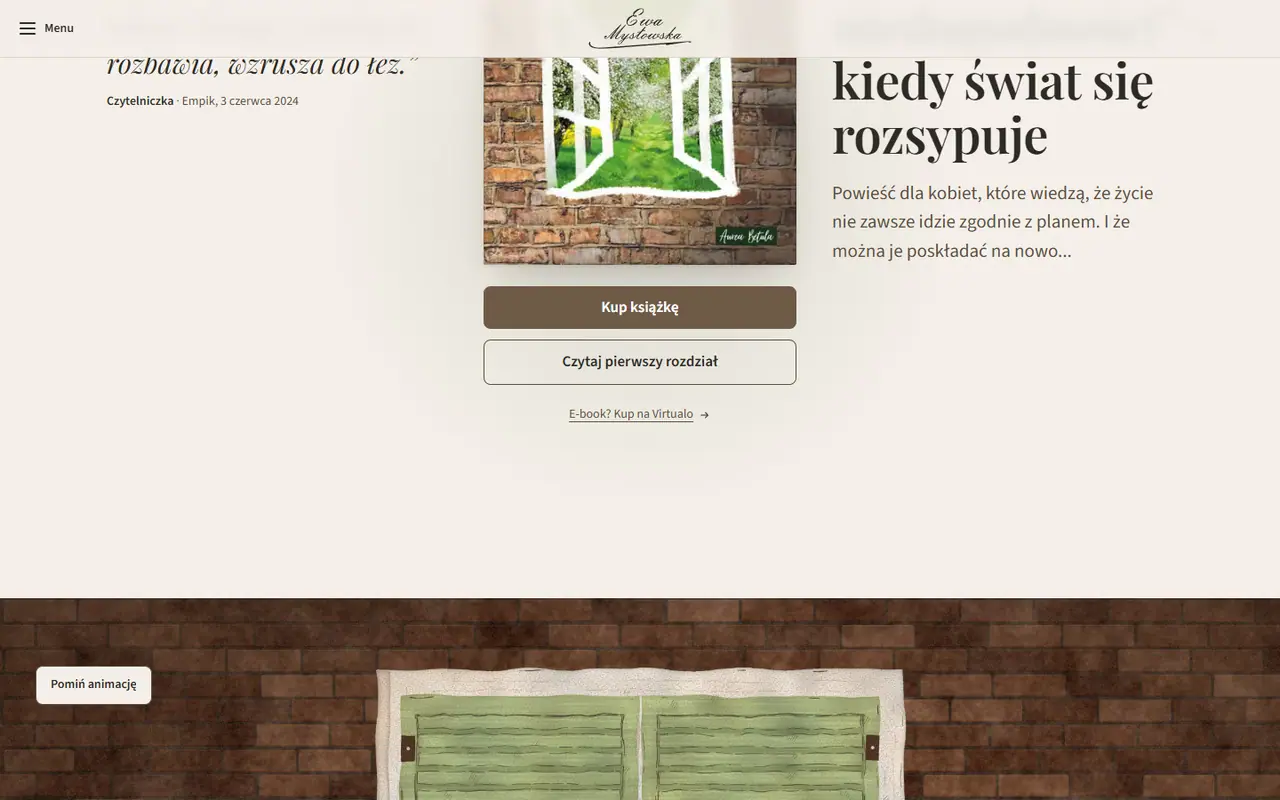 Menu
Ewa
Mysłowska
rozbawia, wzrusza do łez.”
Czytelniczka · Empik, 3 czerwca 2024
kiedy świat się
rozsypuje
Powieść dla kobiet, które wiedzą, że życie
nie zawsze idzie zgodnie z planem. I że
można je poskładać na nowo...
Aurea Betula
Kup książkę
Czytaj pierwszy rozdział
E-book? Kup na Virtualo →
Pomiń animację